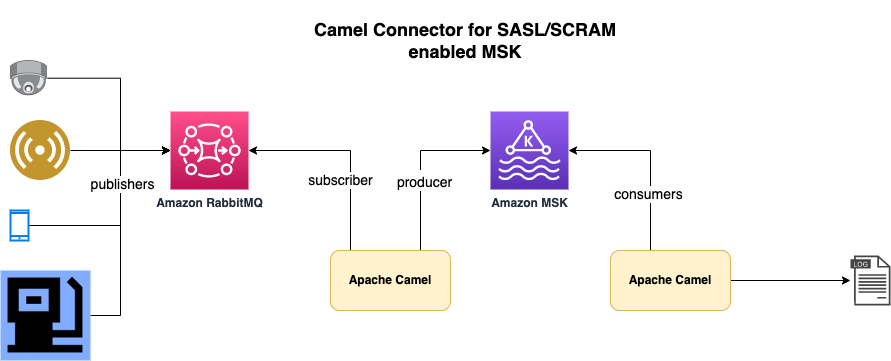 Camel Connector for SASL/SCRAM
enabled MSK
publishers
Amazon RabbitMQ
subscriber
producer
K
Amazon MSK
consumers
Apache Camel
Apache Camel
LOG